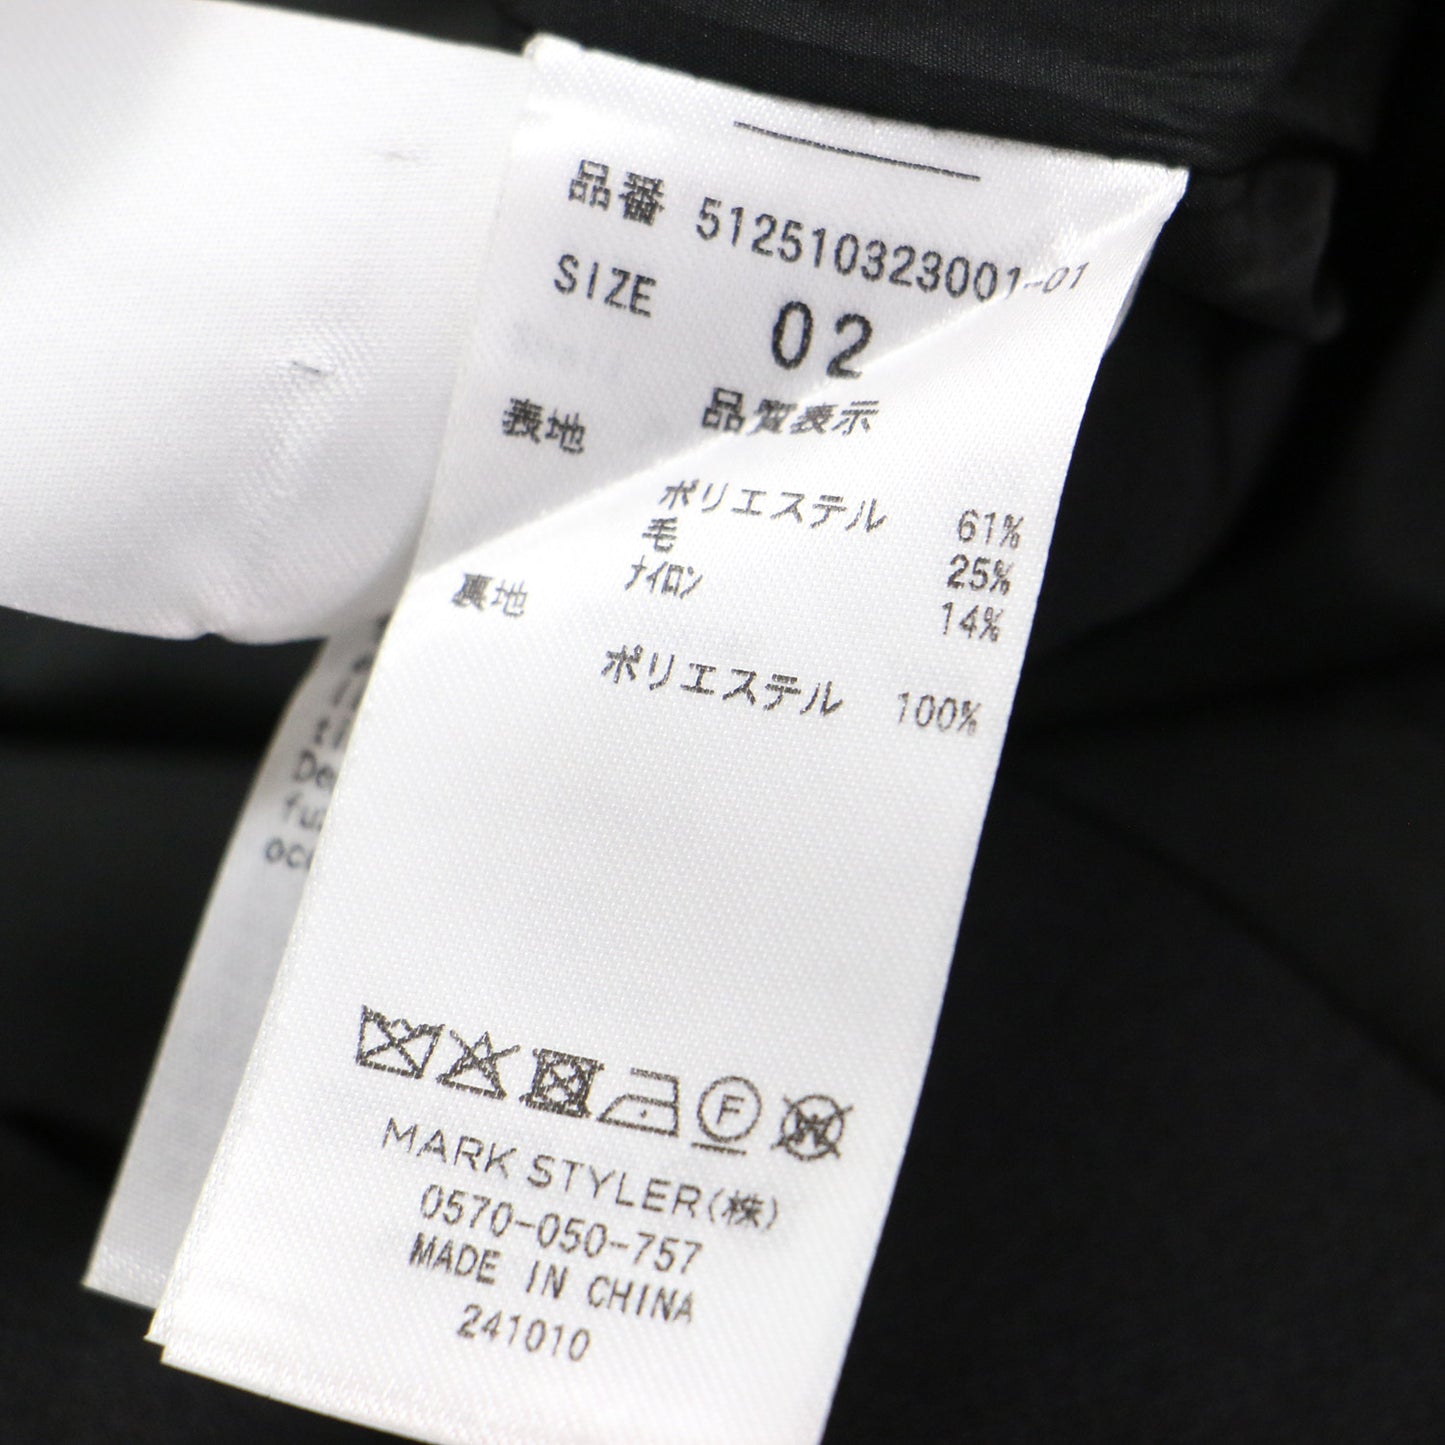 品番 512510323001-01
SIZE 02
品質表示
表地
ポリエステル 61%
毛 25%
ナイロン 14%
裏地
ポリエステル 100%
F
W
MARK STYLER(株)
0570-050-757
MADE IN CHINA
241010